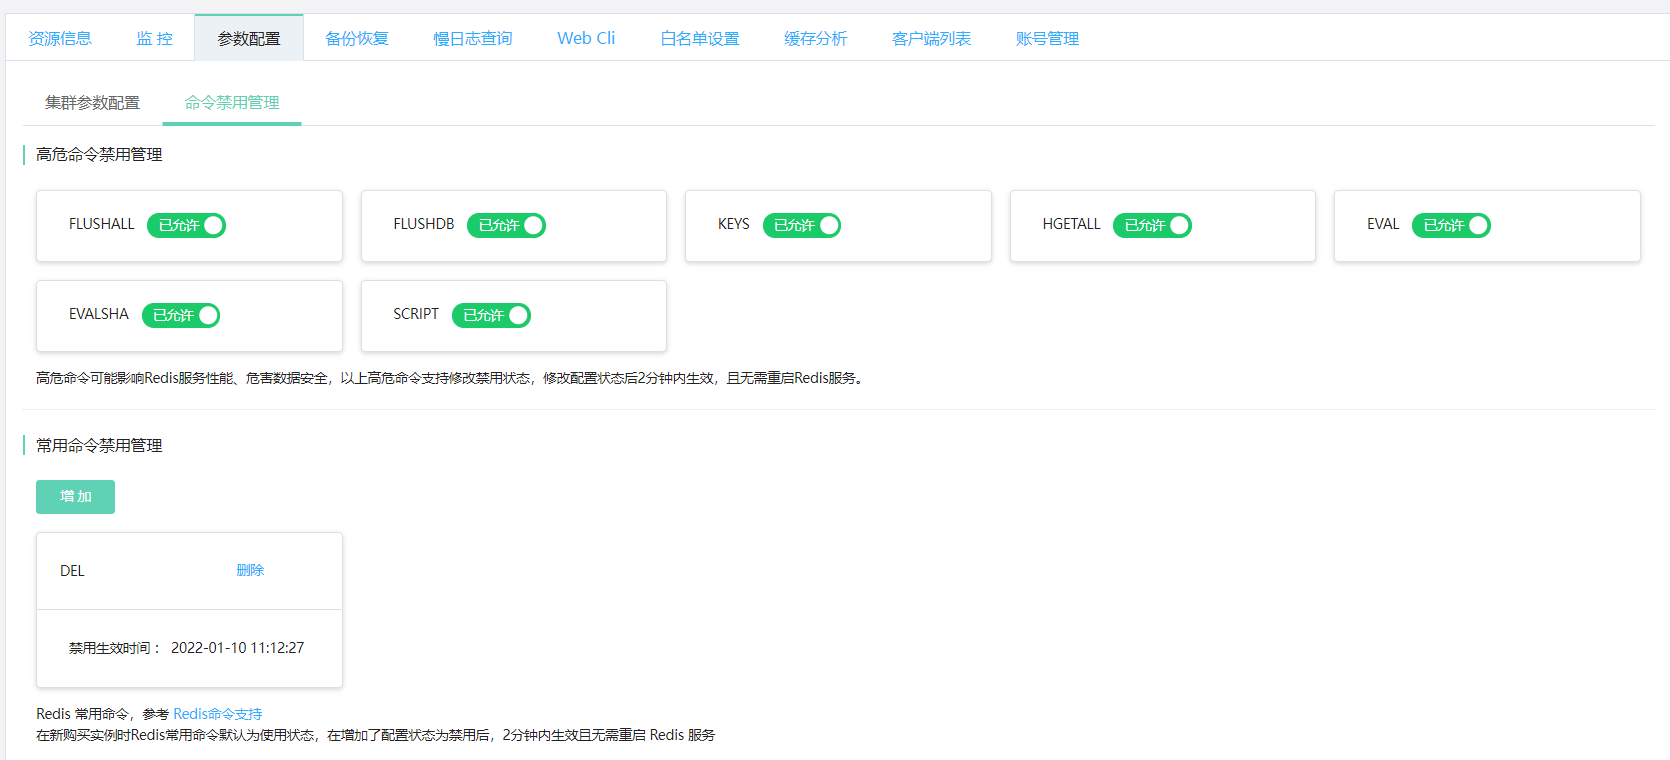 资源信息 监 控 参数配置 备份恢复 慢日志查询 Web Cli 白名单设置 缓存分析 客户端列表 账号管理
集群参数配置 命令禁用管理
高危命令禁用管理
FLUSHALL 已允许 FLUSHDB 已允许 KEYS 已允许 HGETALL 已允许 EVAL 已允许
EVALSHA 已允许 SCRIPT 已允许
高危命令可能影响Redis服务性能、危害数据安全，以上高危命令支持修改禁用状态，修改配置状态后2分钟内生效，且无需重启Redis服务。
常用命令禁用管理
增 加
DEL 删除
禁用生效时间： 2022-01-10 11:12:27
Redis 常用命令，参考 Redis命令支持
在新购买实例时Redis常用命令默认为使用状态，在增加了配置状态为禁用后，2分钟内生效且无需重启 Redis 服务